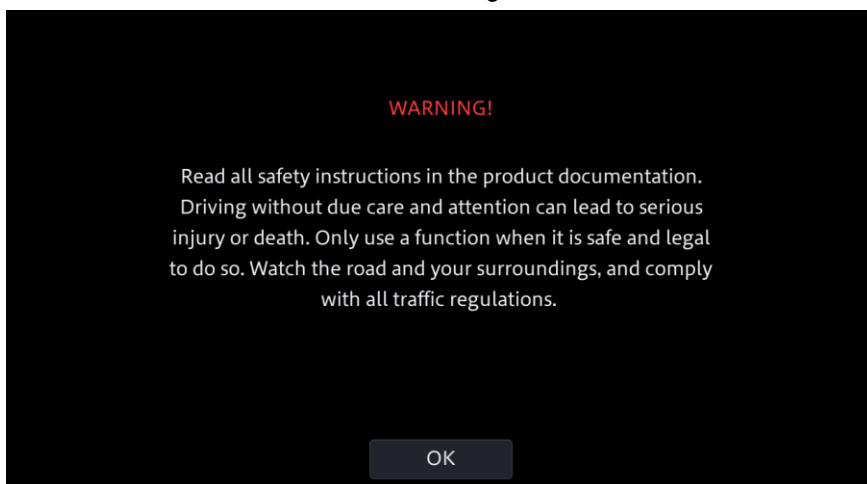 WARNING!
Read all safety instructions in the product documentation.
Driving without due care and attention can lead to serious
injury or death. Only use a function when it is safe and legal
to do so. Watch the road and your surroundings, and comply
with all traffic regulations.
OK